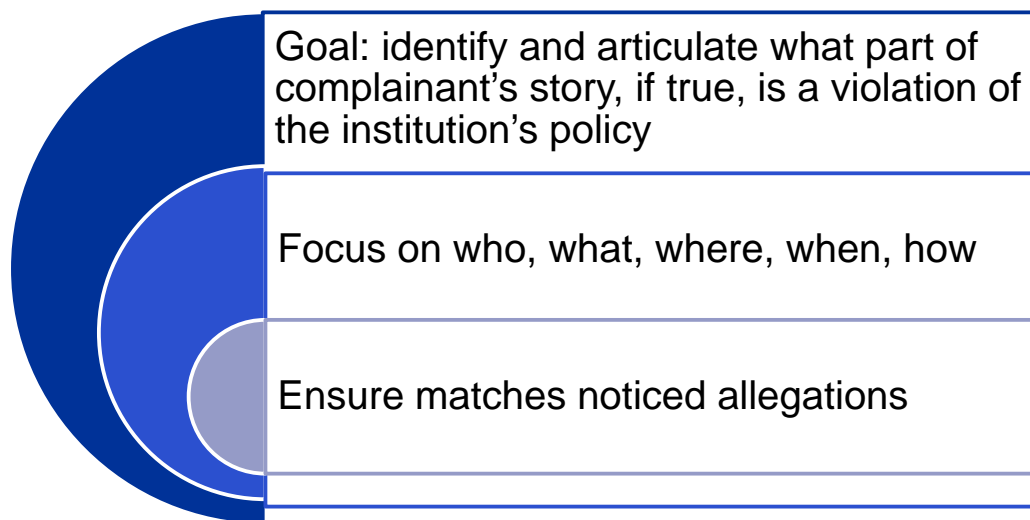 Goal: identify and articulate what part of
complainant’s story, if true, is a violation of
the institution’s policy
Focus on who, what, where, when, how
Ensure matches noticed allegations